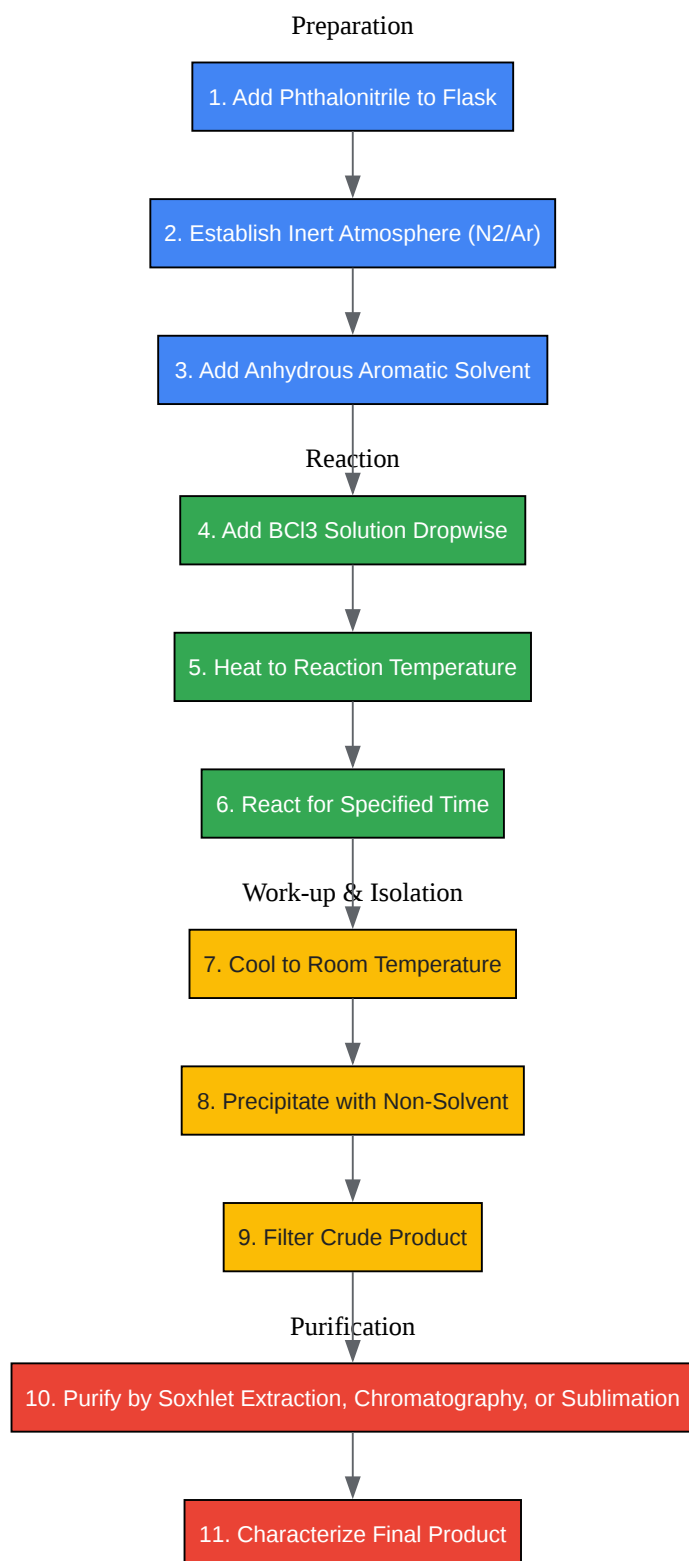 Preparation
1. Add Phthalonitrile to Flask
2. Establish Inert Atmosphere (N2/Ar)
3. Add Anhydrous Aromatic Solvent
Reaction
4. Add BCl3 Solution Dropwise
5. Heat to Reaction Temperature
6. React for Specified Time
Work-up & Isolation
7. Cool to Room Temperature
8. Precipitate with Non-Solvent
9. Filter Crude Product
Purification
10. Purify by Soxhlet Extraction, Chromatography, or Sublimation
11. Characterize Final Product